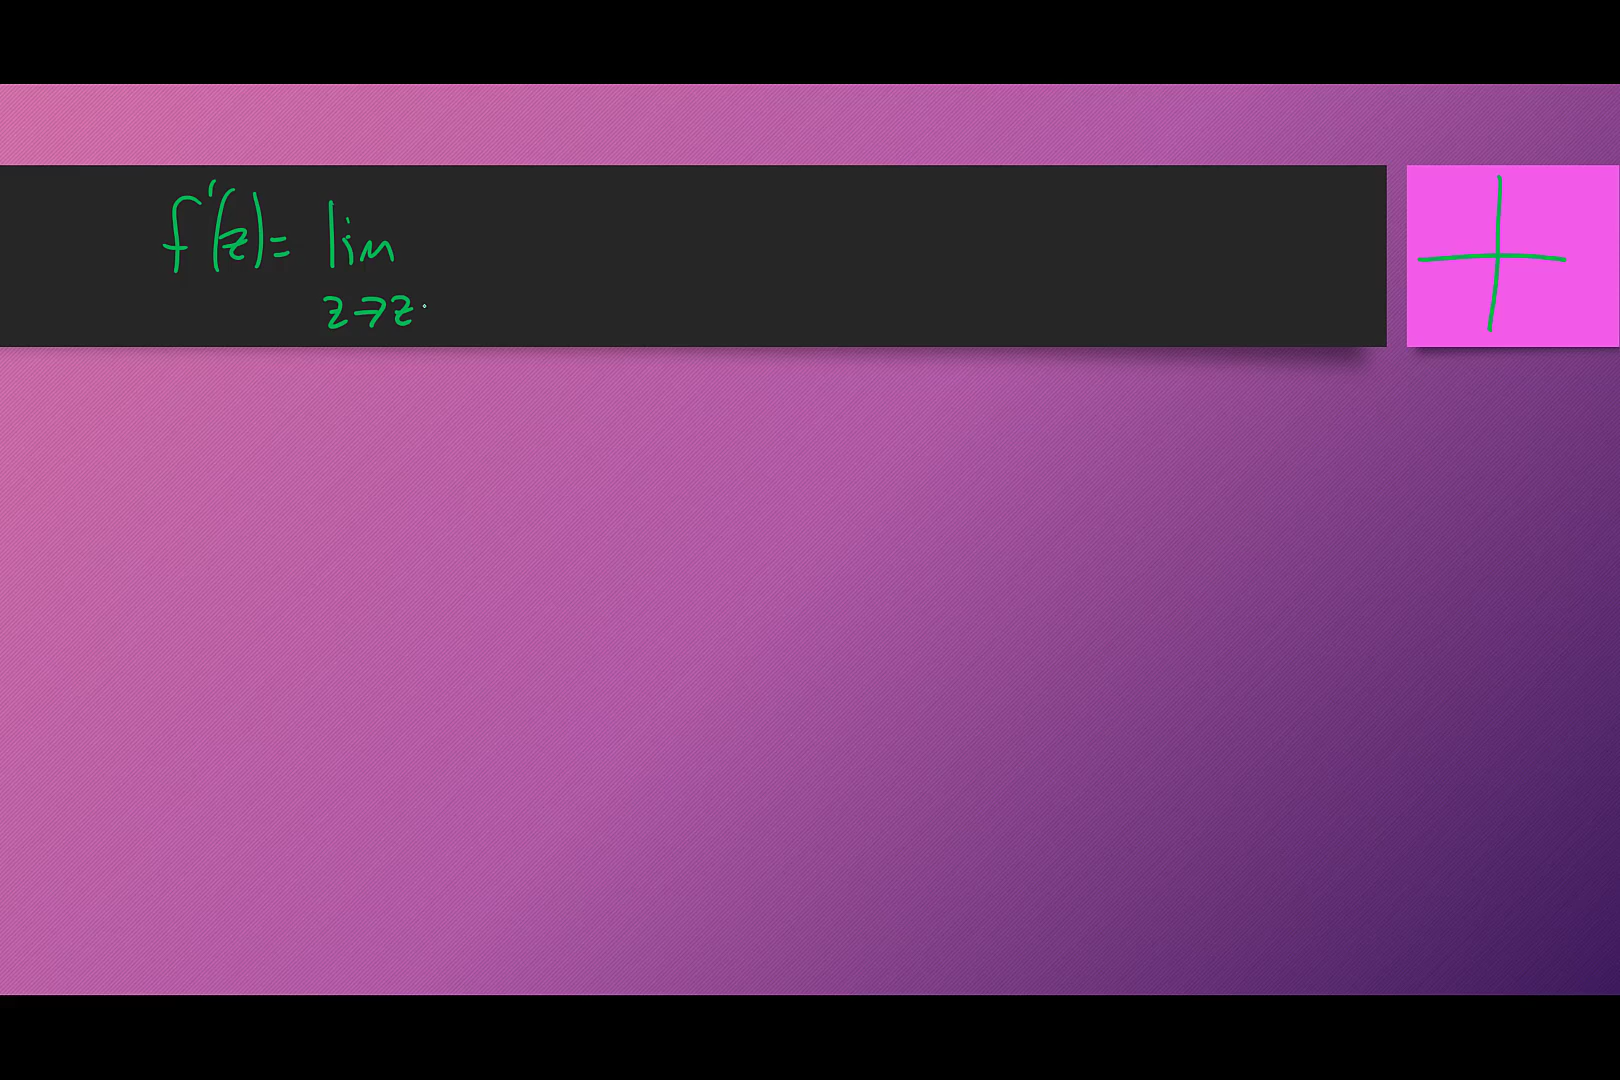 f'(z) = lim
z→z